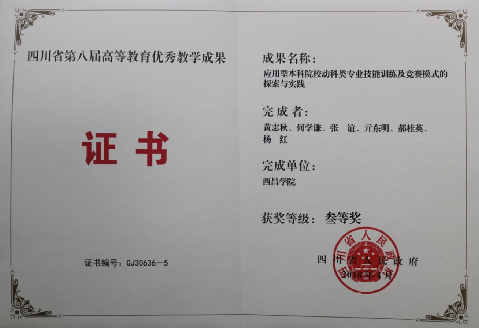 四川省第八届高等教育优秀教学成果
证书
证书编号：GJ30636—5
成果名称：
应用型本科院校动科类专业技能训练及竞赛模式的
探索与实践
完成者：
黄志秋、何学谦、张 谊、亓东明、郝桂英、
杨 红
完成单位：
西昌学院
获奖等级：叁等奖
四川省人民政府